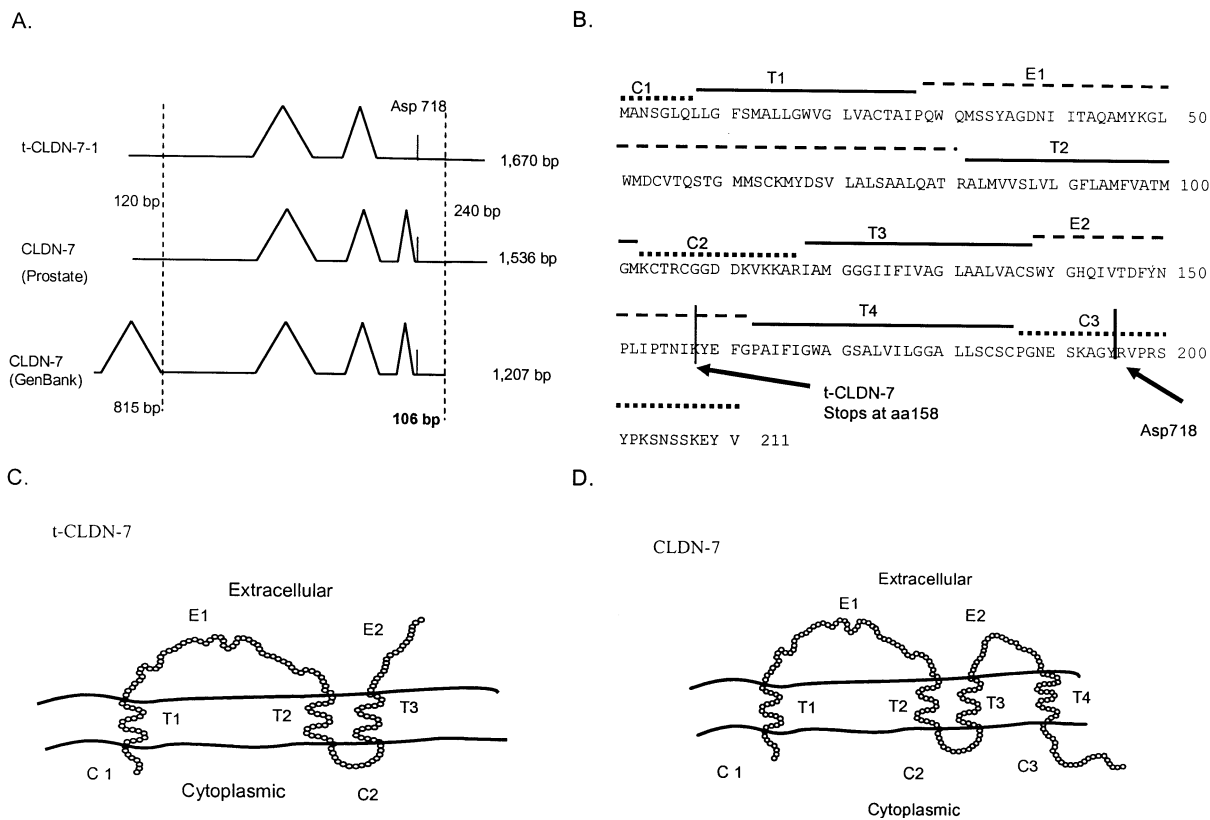 A.
Asp 718
t-CLDN-7-1
1,670 bp
120 bp
240 bp
CLDN-7
(Prostate)
1,536 bp
CLDN-7
(GenBank)
1,207 bp
815 bp
106 bp
B.
C1 T1 E1
MANSGLQLLG FSMALLGWVG LVACTAIPQW QMSSYAGDNI ITAQAMYKGL 50
T2
WMDCVTQSTG MMSCKMYDSV LALSAALQAT RALMVVSLVL GFLAMFVATM 100
C2 T3 E2
GMKCTRCGGD DKVKKARIAM GGGIIFIVAG LAALVACSWY GHQIVTDFYN 150
T4 C3
PLIPTNIKYE FGPAIFIGWA GSALVILGGA LLSCSCPGNE SKAGYRVPRS 200
t-CLDN-7
Stops at aa158
Asp718
YPKSNSSKEY V 211
C.
t-CLDN-7
Extracellular
E1
E2
T1 T2 T3
C 1
Cytoplasmic
C2
D.
CLDN-7
Extracellular
E1
E2
T1 T2 T3 T4
C 1 C2 C3
Cytoplasmic